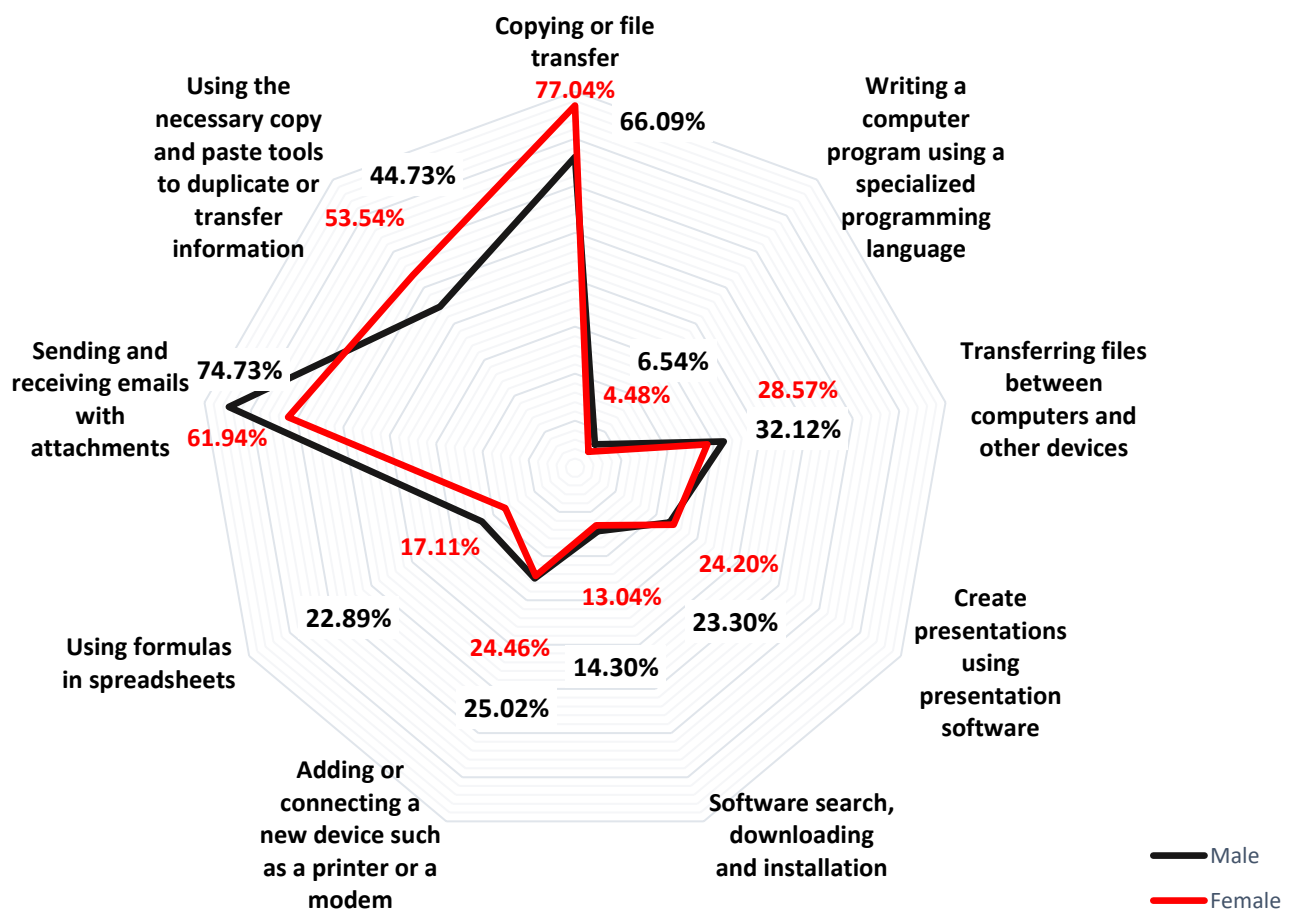 Copying or file
transfer
77.04%
66.09%
Writing a
computer
program using a
specialized
programming
language
6.54%
4.48%
Transferring files
between
computers and
other devices
28.57%
32.12%
Create
presentations
using
presentation
software
24.20%
23.30%
Software search,
downloading
and installation
13.04%
14.30%
Adding or
connecting a
new device such
as a printer or a
modem
24.46%
25.02%
Using formulas
in spreadsheets
17.11%
22.89%
Sending and
receiving emails
with
attachments
74.73%
61.94%
Using the
necessary copy
and paste tools
to duplicate or
transfer
information
44.73%
53.54%
Male
Female